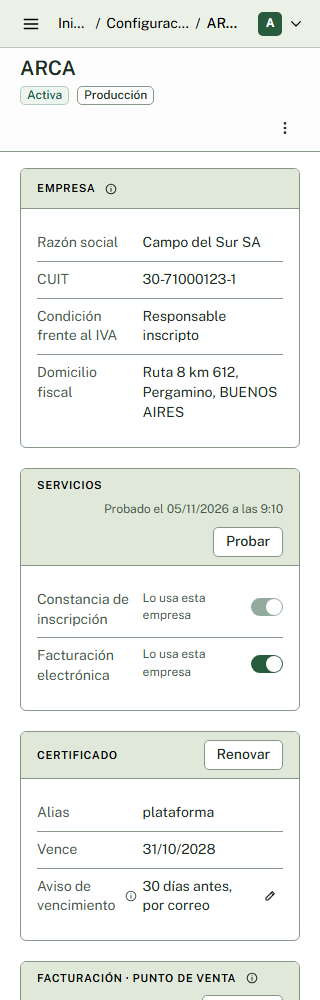 Ini... / Configurac... / AR... A
ARCA
Activa Producción
EMPRESA
Razón social Campo del Sur SA
CUIT 30-71000123-1
Condición Responsable
frente al IVA inscripto
Domicilio Ruta 8 km 612,
fiscal Pergamino, BUENOS
AIRES
SERVICIOS
Probado el 05/11/2026 a las 9:10
Probar
Constancia de Lo usa esta
inscripción empresa
Facturación Lo usa esta
electrónica empresa
CERTIFICADO Renovar
Alias plataforma
Vence 31/10/2028
Aviso de 30 días antes,
vencimiento por correo
FACTURACIÓN · PUNTO DE VENTA